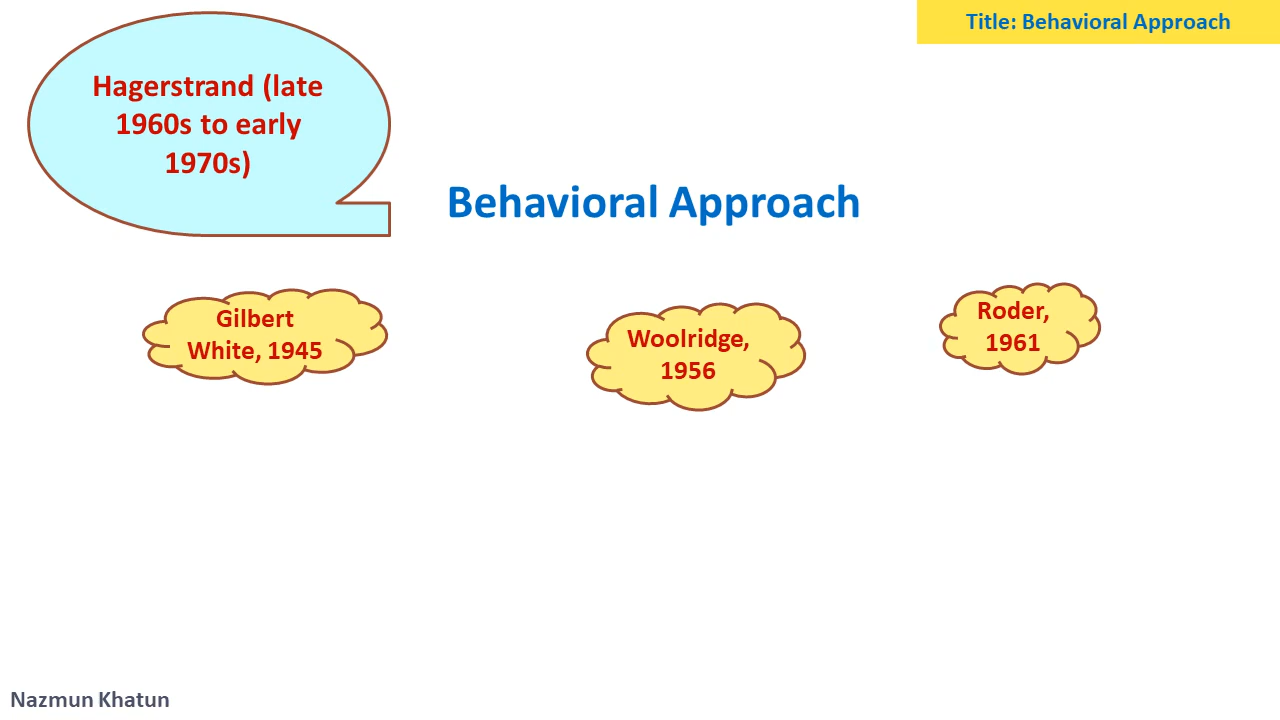 Title: Behavioral Approach
Hagerstrand (late
1960s to early
1970s)
Behavioral Approach
Gilbert
White, 1945
Woolridge,
1956
Roder,
1961
Nazmun Khatun